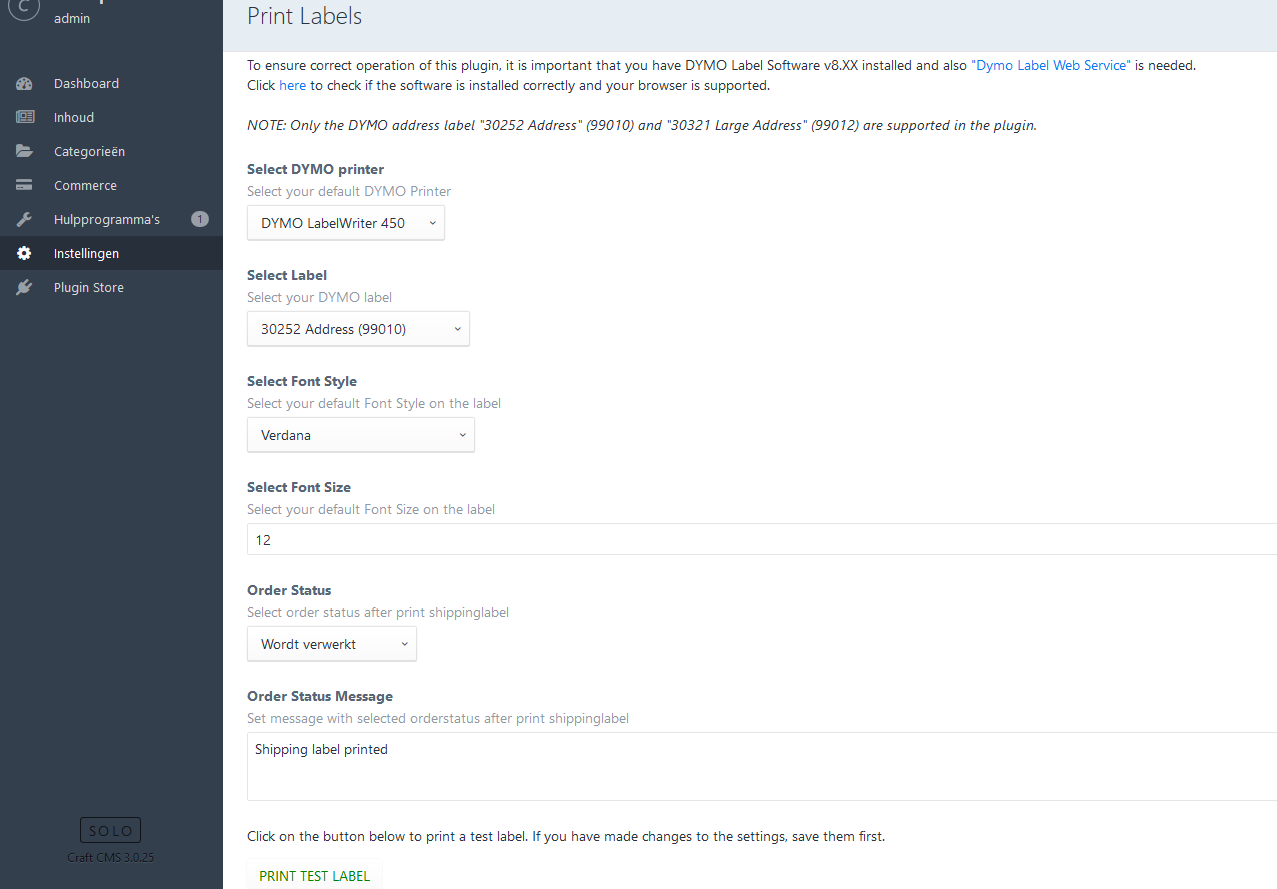 C
admin
Dashboard
Inhoud
Categorieën
Commerce
Hulpprogramma's 1
Instellingen
Plugin Store
SOLO
Craft CMS 3.0.25
Print Labels
To ensure correct operation of this plugin, it is important that you have DYMO Label Software v8.XX installed and also "Dymo Label Web Service" is needed.
Click here to check if the software is installed correctly and your browser is supported.
NOTE: Only the DYMO address label "30252 Address" (99010) and "30321 Large Address" (99012) are supported in the plugin.
Select DYMO printer
Select your default DYMO Printer
DYMO LabelWriter 450
Select Label
Select your DYMO label
30252 Address (99010)
Select Font Style
Select your default Font Style on the label
Verdana
Select Font Size
Select your default Font Size on the label
12
Order Status
Select order status after print shippinglabel
Wordt verwerkt
Order Status Message
Set message with selected orderstatus after print shippinglabel
Shipping label printed
Click on the button below to print a test label. If you have made changes to the settings, save them first.
PRINT TEST LABEL